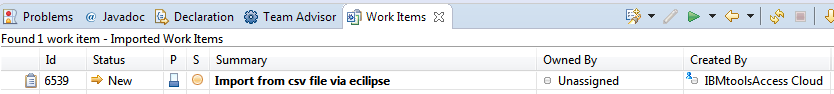 Problems @ Javadoc Declaration Team Advisor Work Items
Found 1 work item - Imported Work Items
Id Status P S Summary Owned By Created By
6539 New Import from csv file via ecilipse Unassigned IBMtoolsAccess Cloud